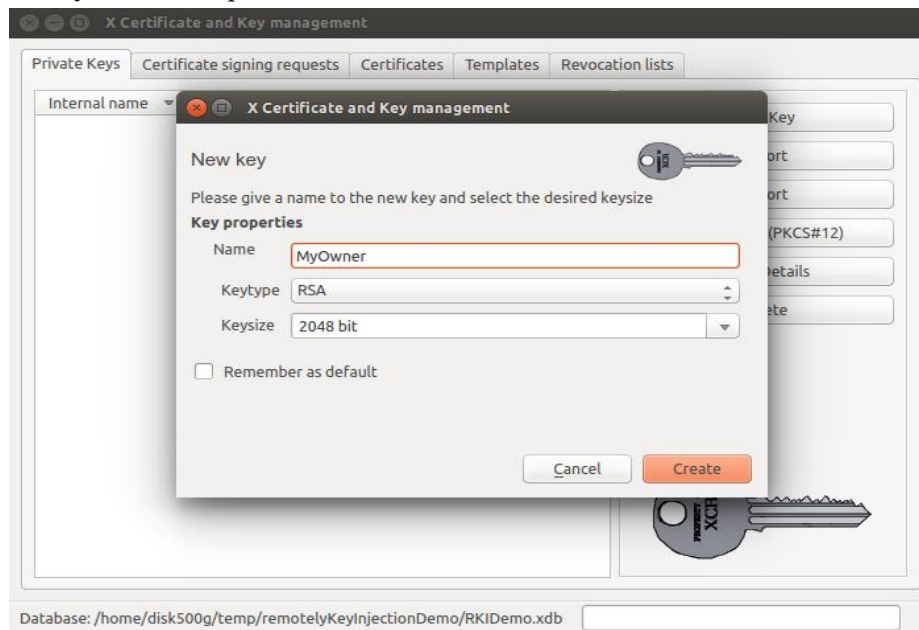 X Certificate and Key management
Private Keys Certificate signing requests Certificates Templates Revocation lists
Internal name
Key
ort
ort
(PKCS#12)
etails
ete
X Certificate and Key management
New key
Please give a name to the new key and select the desired keysize
Key properties
Name MyOwner
Keytype RSA
Keysize 2048 bit
Remember as default
Cancel Create
XCA
PROPERTY
XCA
Database: /home/disk500g/temp/remotelyKeyInjectionDemo/RKIDemo.xdb